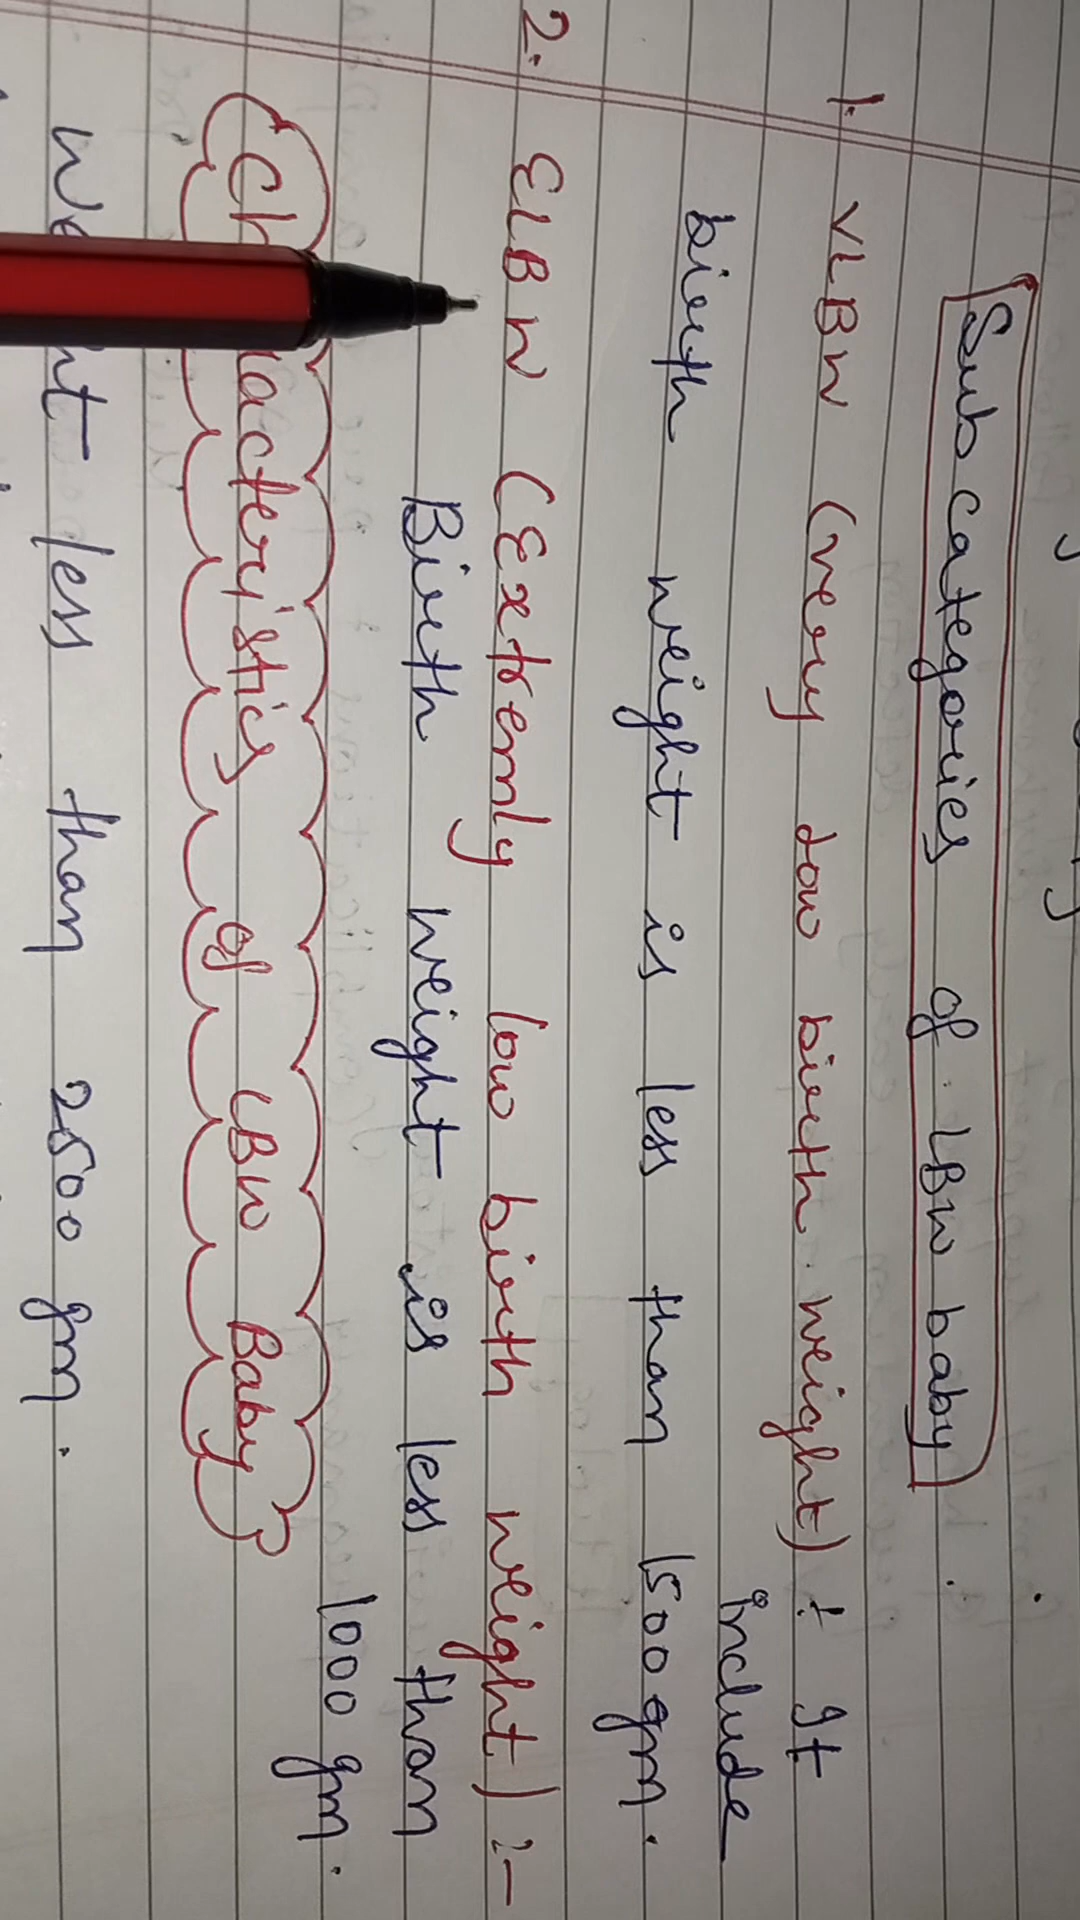 Sub categories of LBW baby
1. VLBW (very low birth weight) : It include
birth weight is less than 1500 gm.
2. ELBW (Extremly low birth weight) :-
Birth weight is less than
1000 gm.
of LBW Baby
less than 2500 gm.